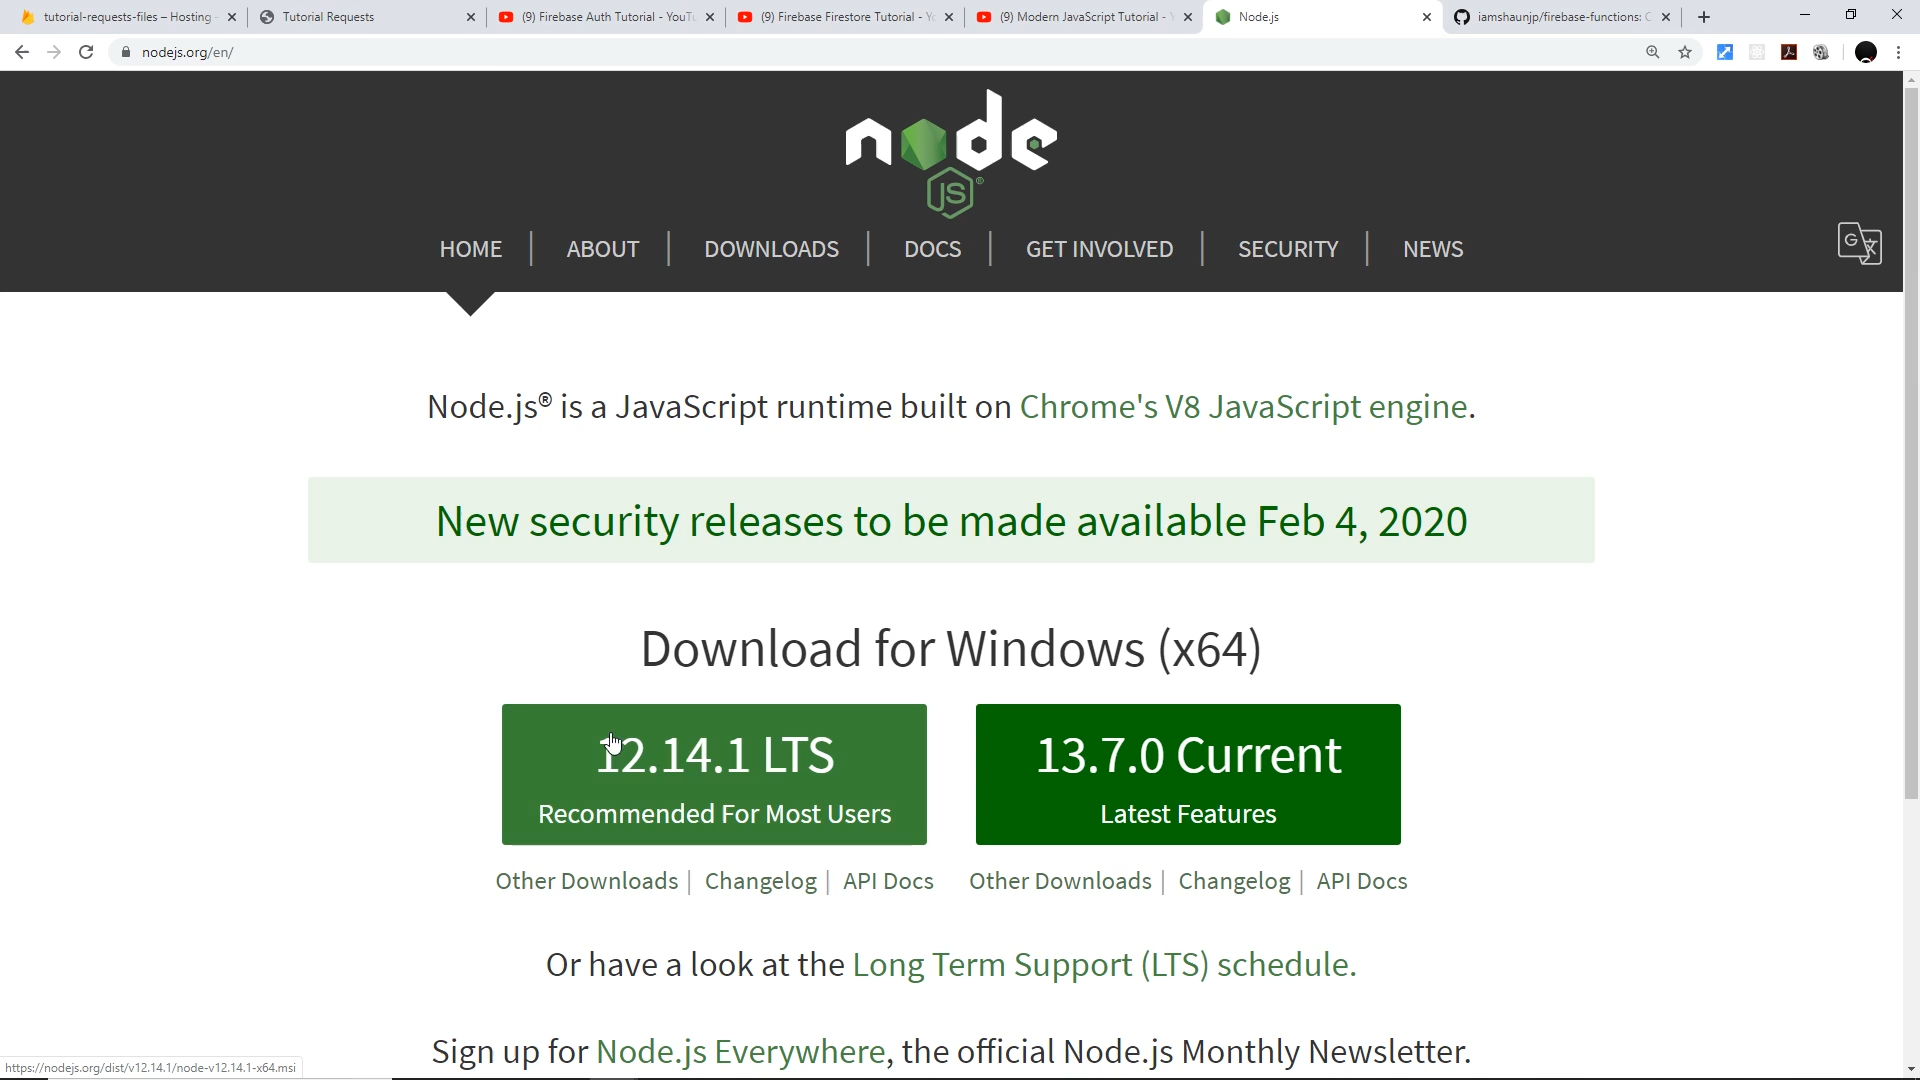 tutorial-requests-files – Hosting
Tutorial Requests
(9) Firebase Auth Tutorial - YouTu
(9) Firebase Firestore Tutorial - Yo
(9) Modern JavaScript Tutorial -
Node.js
iamshaunjp/firebase-functions: C
nodejs.org/en/
node
JS®
HOME
ABOUT
DOWNLOADS
DOCS
GET INVOLVED
SECURITY
NEWS
Node.js® is a JavaScript runtime built on Chrome's V8 JavaScript engine.
New security releases to be made available Feb 4, 2020
Download for Windows (x64)
12.14.1 LTS
Recommended For Most Users
13.7.0 Current
Latest Features
Other Downloads | Changelog | API Docs
Other Downloads | Changelog | API Docs
Or have a look at the Long Term Support (LTS) schedule.
Sign up for Node.js Everywhere, the official Node.js Monthly Newsletter.
https://nodejs.org/dist/v12.14.1/node-v12.14.1-x64.msi